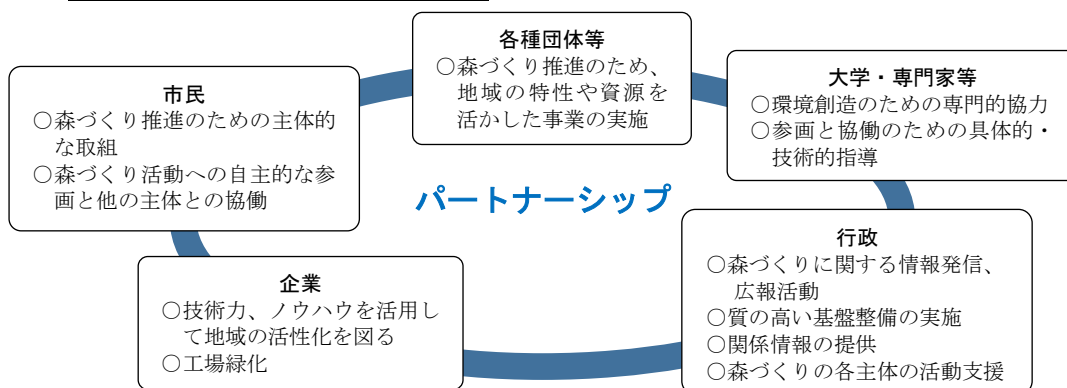 各種団体等
○森づくり推進のため、
地域の特性や資源を
活かした事業の実施
市民
○森づくり推進のための主体的
な取組
○森づくり活動への自主的な参
画と他の主体との協働
大学・専門家等
○環境創造のための専門的協力
○参画と協働のための具体的・
技術的指導
パートナーシップ
企業
○技術力、ノウハウを活用し
て地域の活性化を図る
○工場緑化
行政
○森づくりに関する情報発信、
広報活動
○質の高い基盤整備の実施
○関係情報の提供
○森づくりの各主体の活動支援